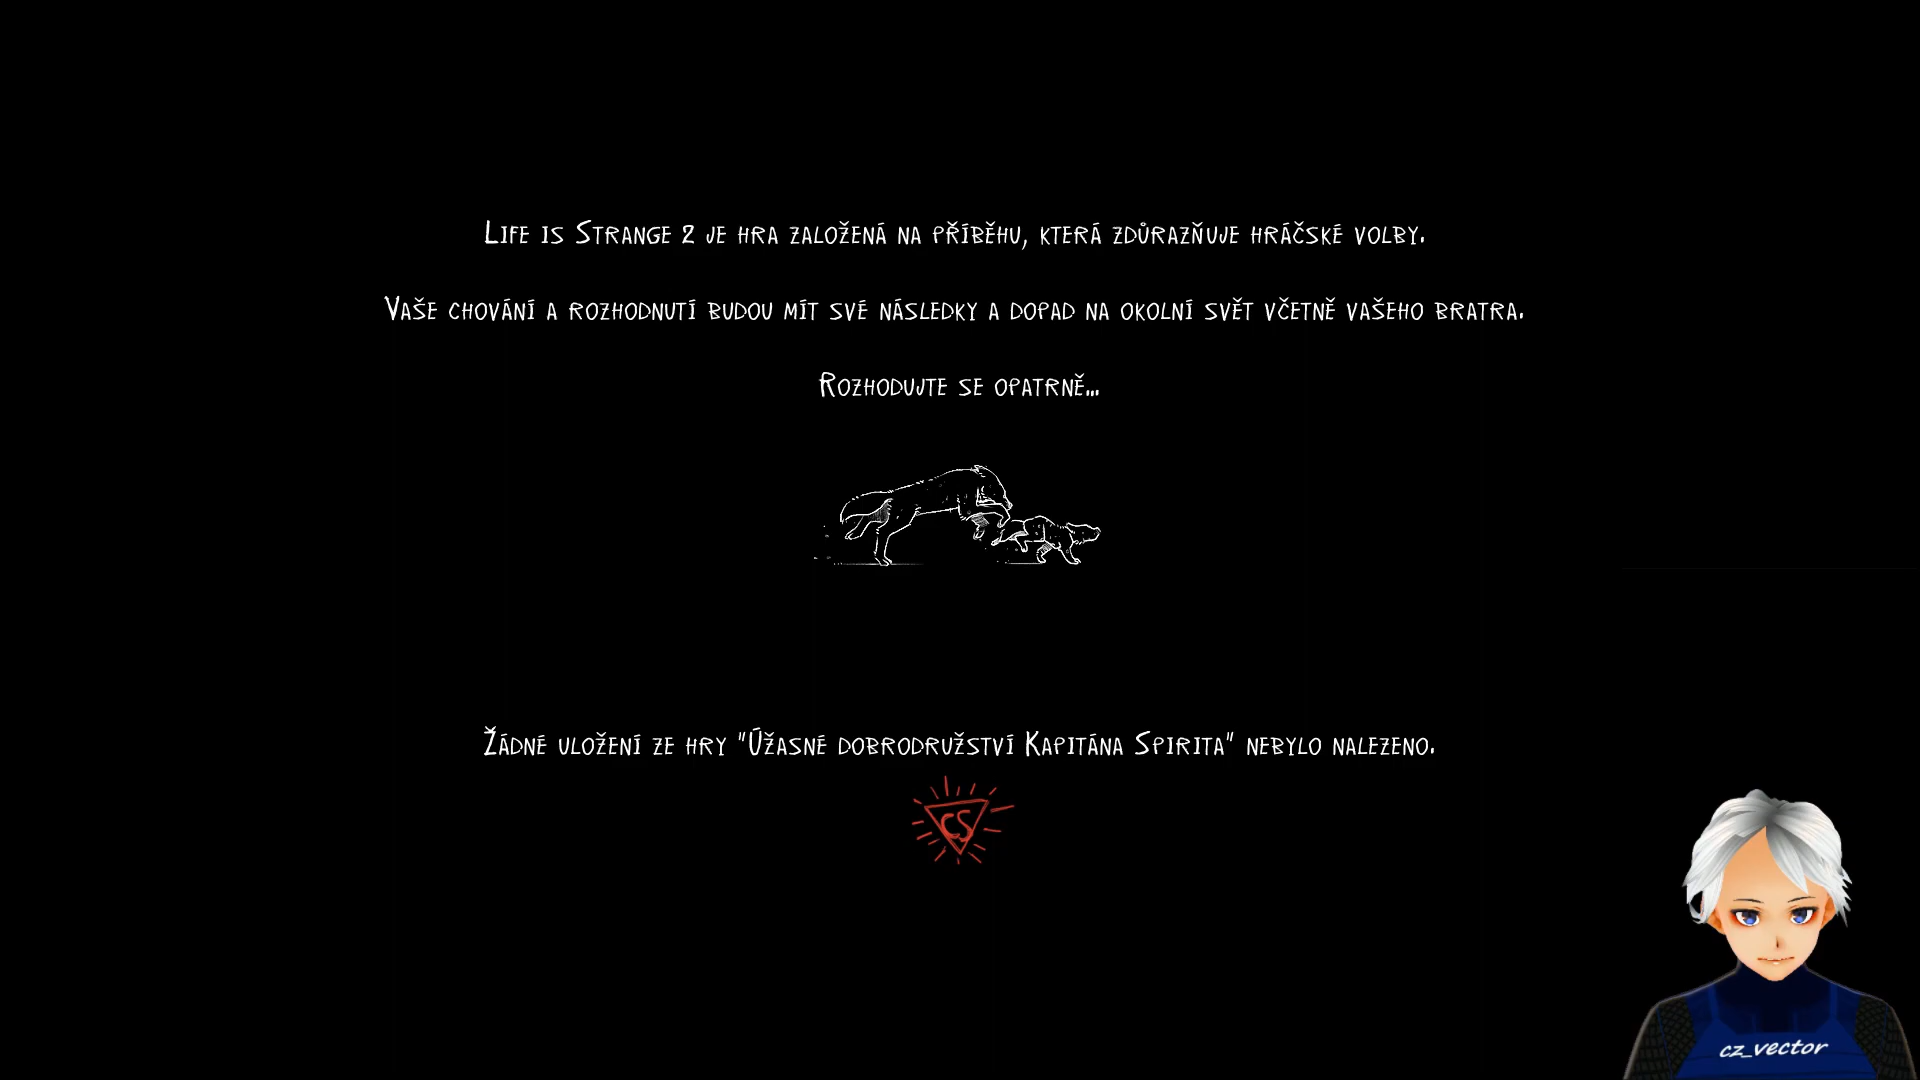 Life is Strange 2 je hra založená na příběhu, která zdůrazňuje hráčské volby.
Vaše chování a rozhodnutí budou mít své následky a dopad na okolní svět včetně vašeho bratra.
Rozhodujte se opatrně...
Žádné uložení ze hry "Úžasné dobrodružství Kapitána Spirita" nebylo nalezeno.
CS
cz_vector